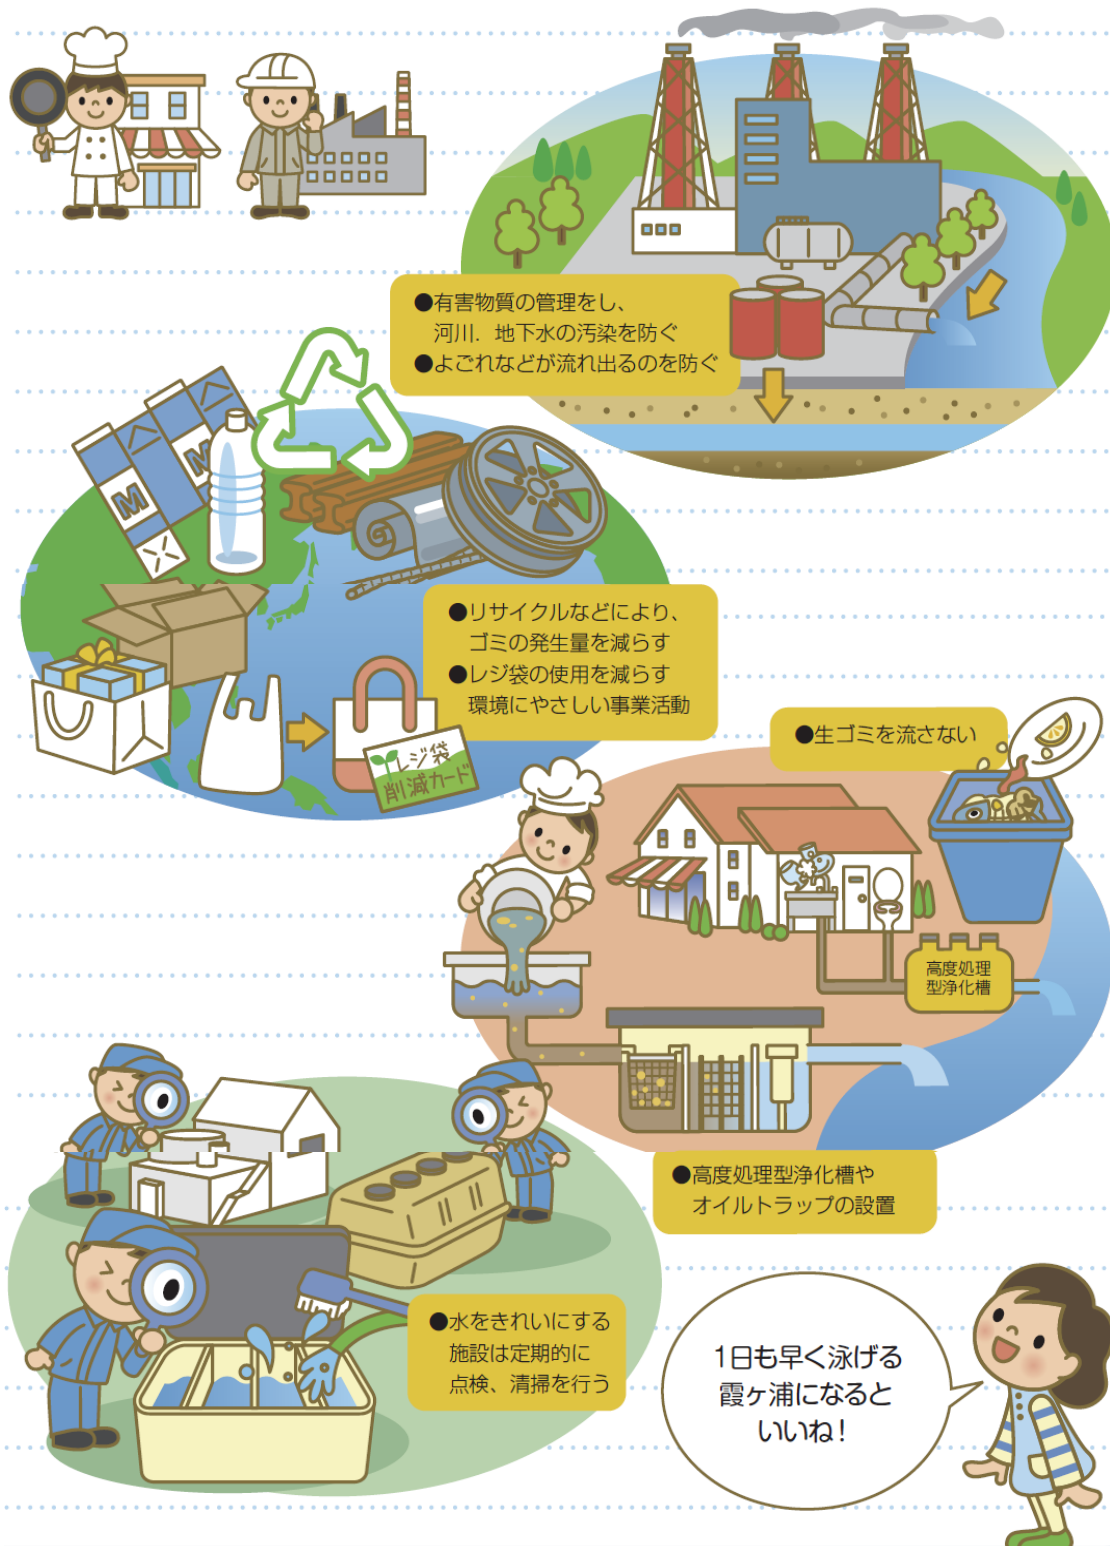 ●有害物質の管理をし、
河川．地下水の汚染を防ぐ
●よごれなどが流れ出るのを防ぐ
M
M
●リサイクルなどにより、
ゴミの発生量を減らす
●レジ袋の使用を減らす
環境にやさしい事業活動
レジ袋
削減カード
●生ゴミを流さない
高度処理
型浄化槽
●高度処理型浄化槽や
オイルトラップの設置
●水をきれいにする
施設は定期的に
点検、清掃を行う
1日も早く泳げる
霞ヶ浦になると
いいね！